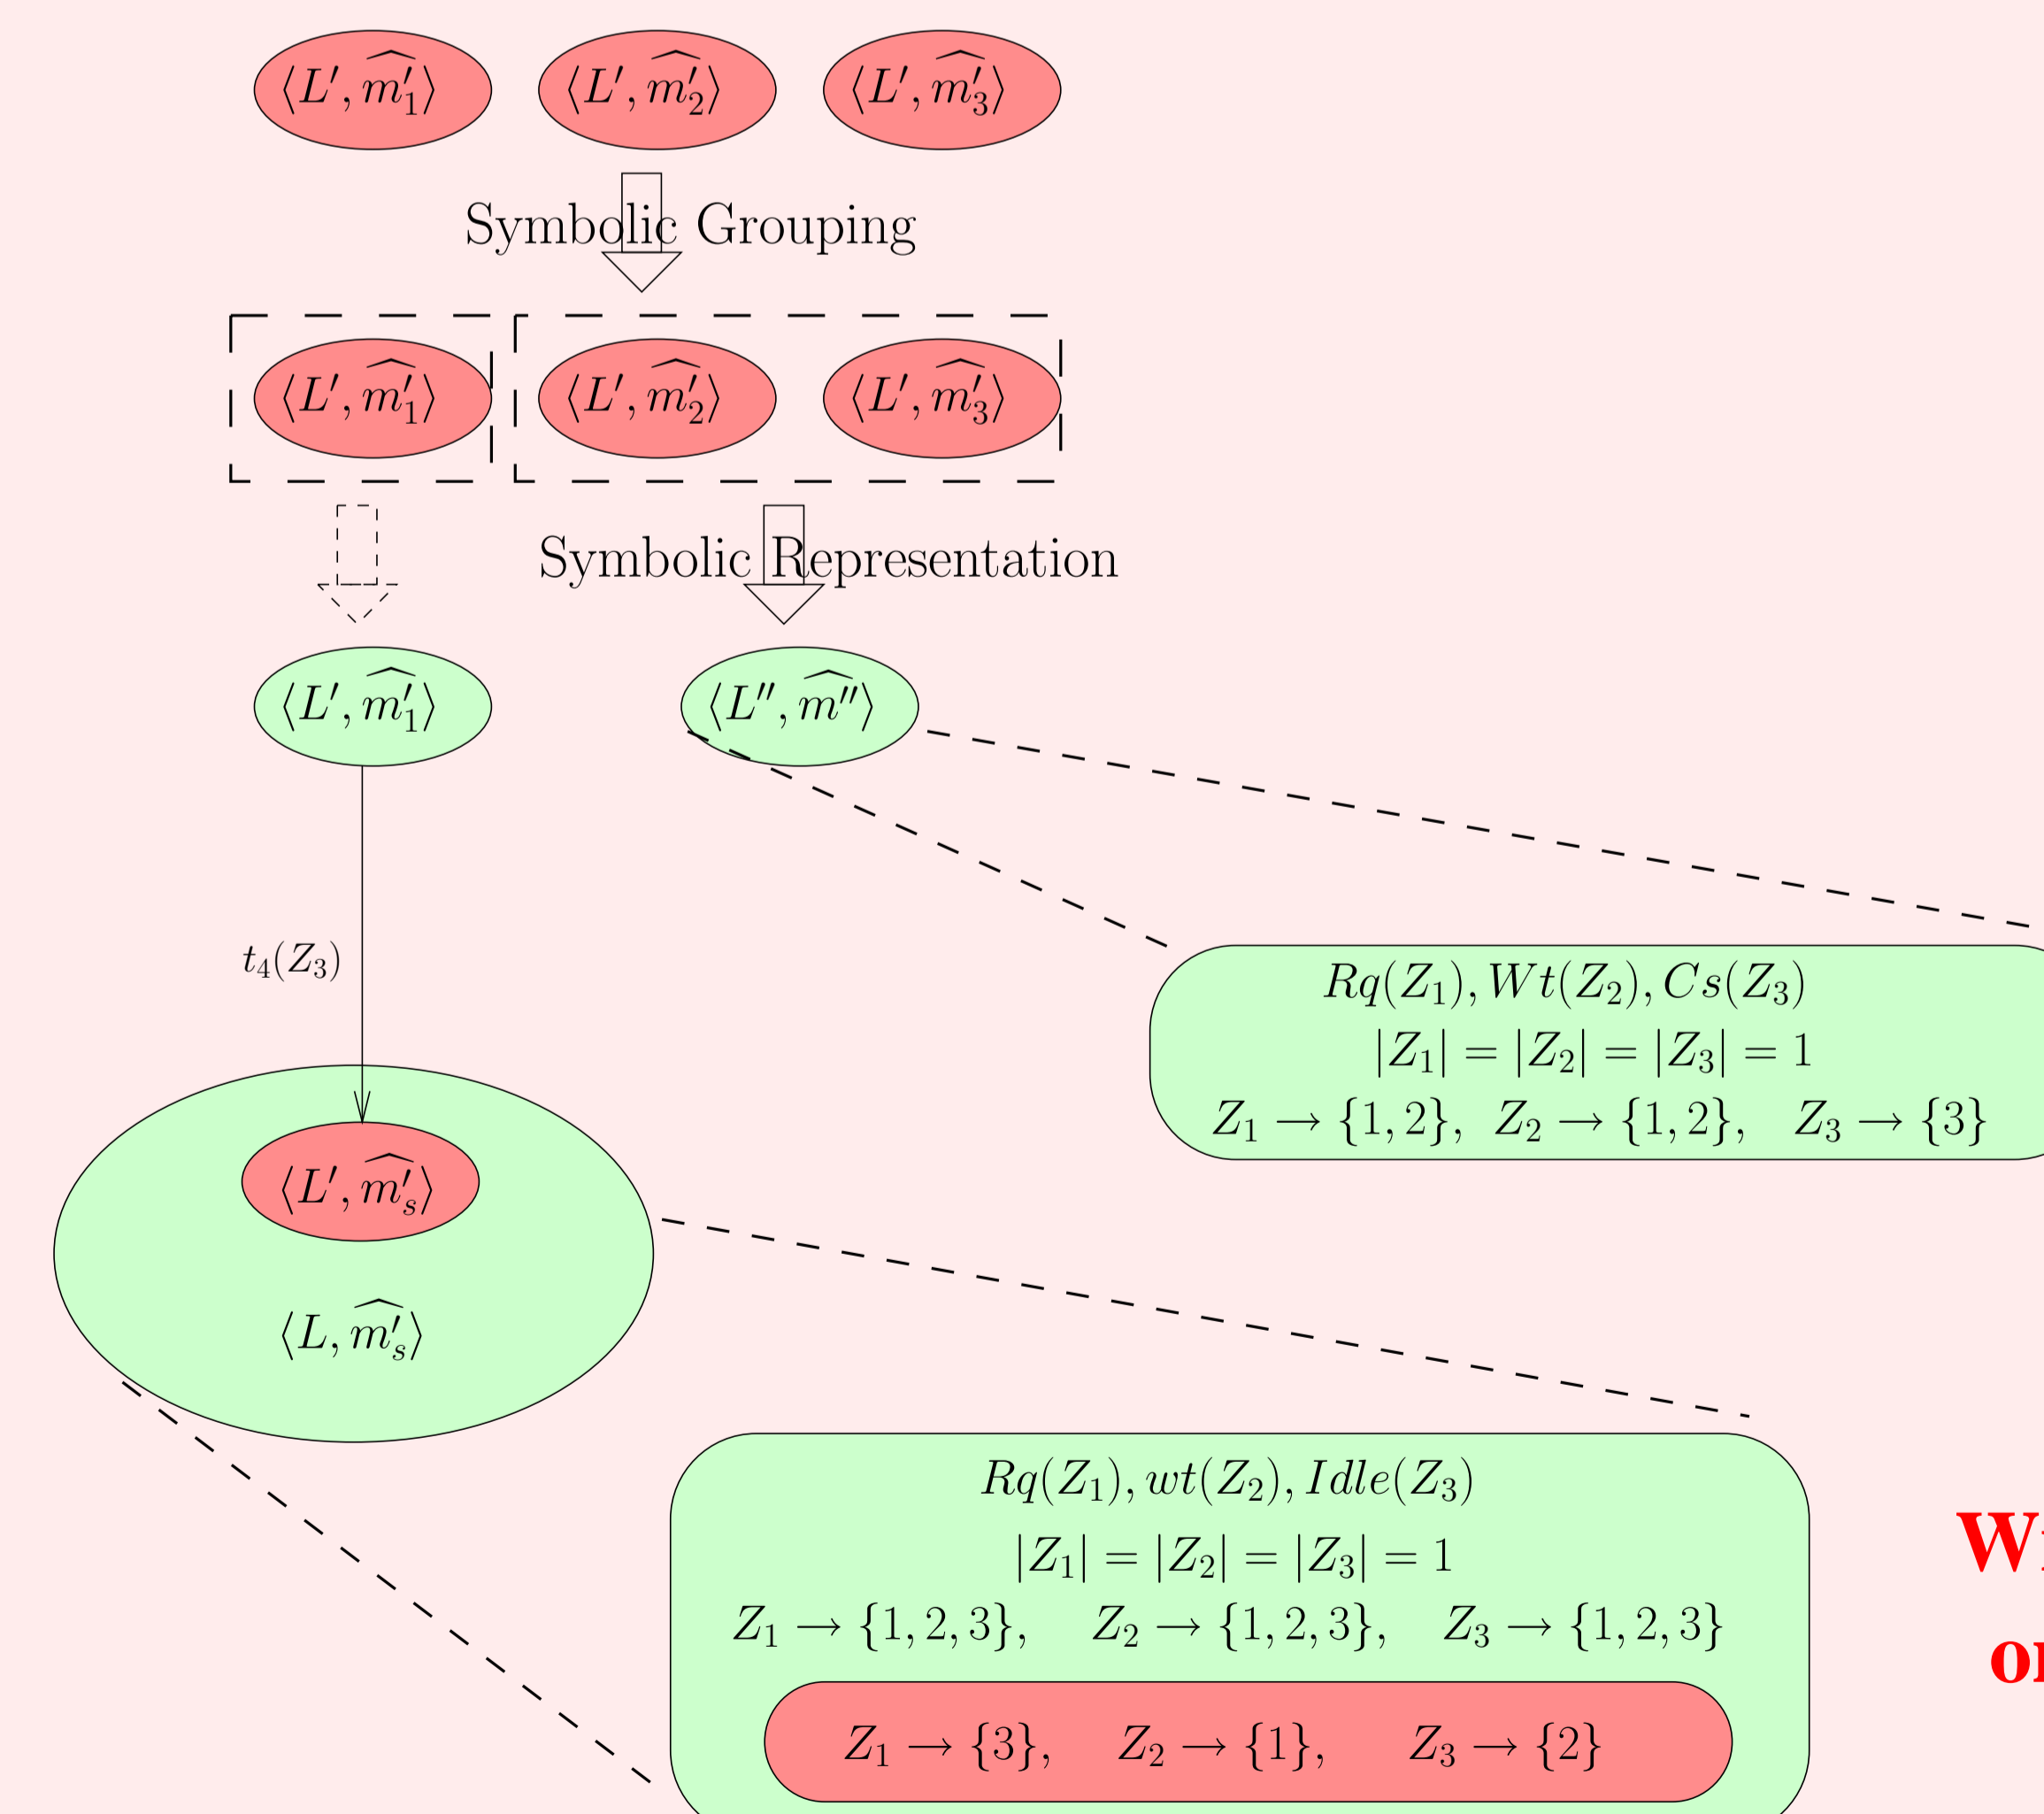 ⟨L′, m̂′₁⟩ ⟨L′, m̂′₂⟩ ⟨L′, m̂′₃⟩
Symbolic Grouping
⟨L′, m̂′₁⟩ ⟨L′, m̂′₂⟩ ⟨L′, m̂′₃⟩
Symbolic Representation
⟨L′, m̂′₁⟩ ⟨L″, m̂″⟩
t₄(Z₃)
Rq(Z₁), Wt(Z₂), Cs(Z₃)
|Z₁| = |Z₂| = |Z₃| = 1
Z₁ → {1, 2}, Z₂ → {1, 2}, Z₃ → {3}
⟨L′, m̂′ₛ⟩
⟨L, m̂′ₛ⟩
Rq(Z₁), wt(Z₂), Idle(Z₃)
|Z₁| = |Z₂| = |Z₃| = 1
Z₁ → {1, 2, 3}, Z₂ → {1, 2, 3}, Z₃ → {1, 2, 3}
Z₁ → {3}, Z₂ → {1}, Z₃ → {2}